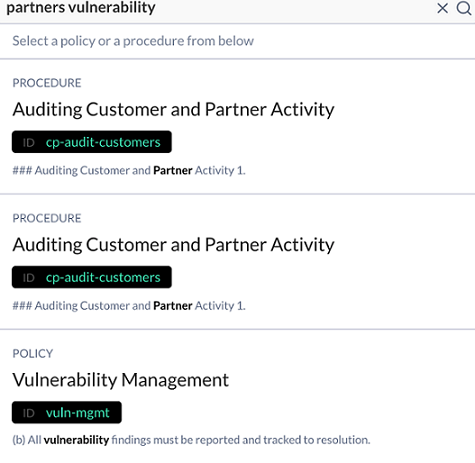 partners vulnerability
Select a policy or a procedure from below
PROCEDURE
Auditing Customer and Partner Activity
ID cp-audit-customers
### Auditing Customer and Partner Activity 1.
PROCEDURE
Auditing Customer and Partner Activity
ID cp-audit-customers
### Auditing Customer and Partner Activity 1.
POLICY
Vulnerability Management
ID vuln-mgmt
(b) All vulnerability findings must be reported and tracked to resolution.